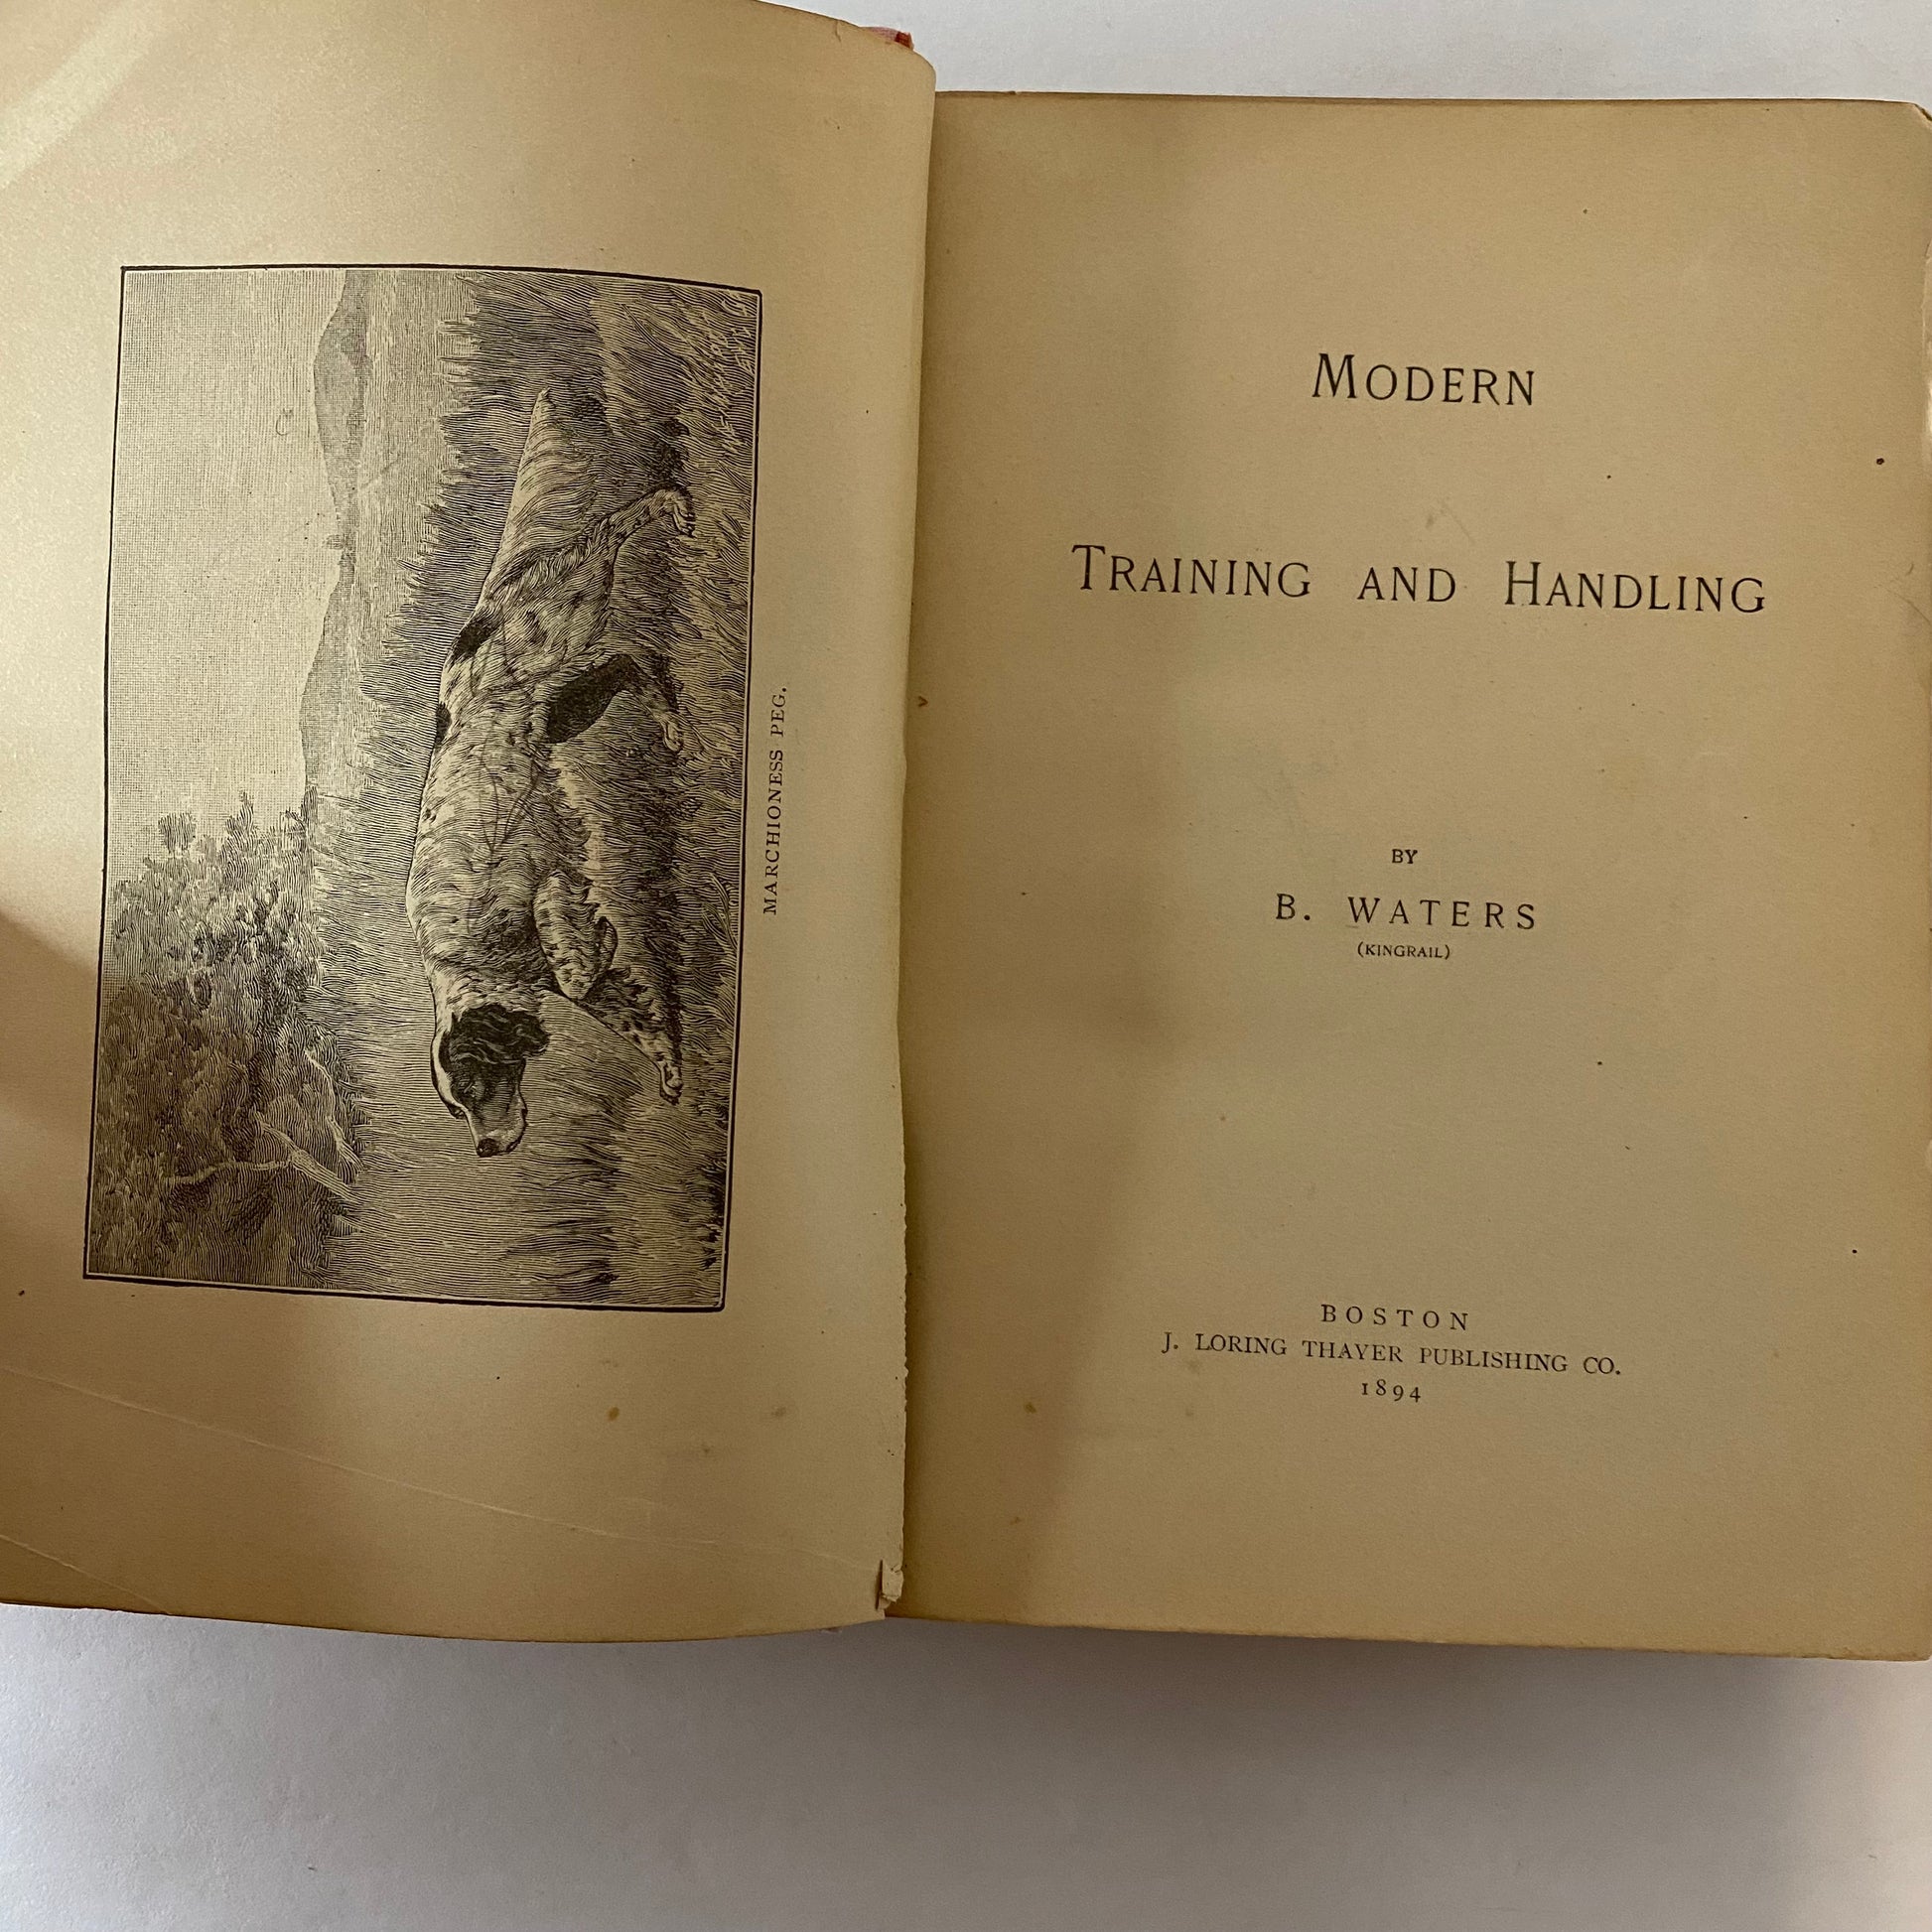 MARCHIONESS PEG.
MODERN
TRAINING AND HANDLING
BY
B. WATERS
(KINGRAIL)
BOSTON
J. LORING THAYER PUBLISHING CO.
1894